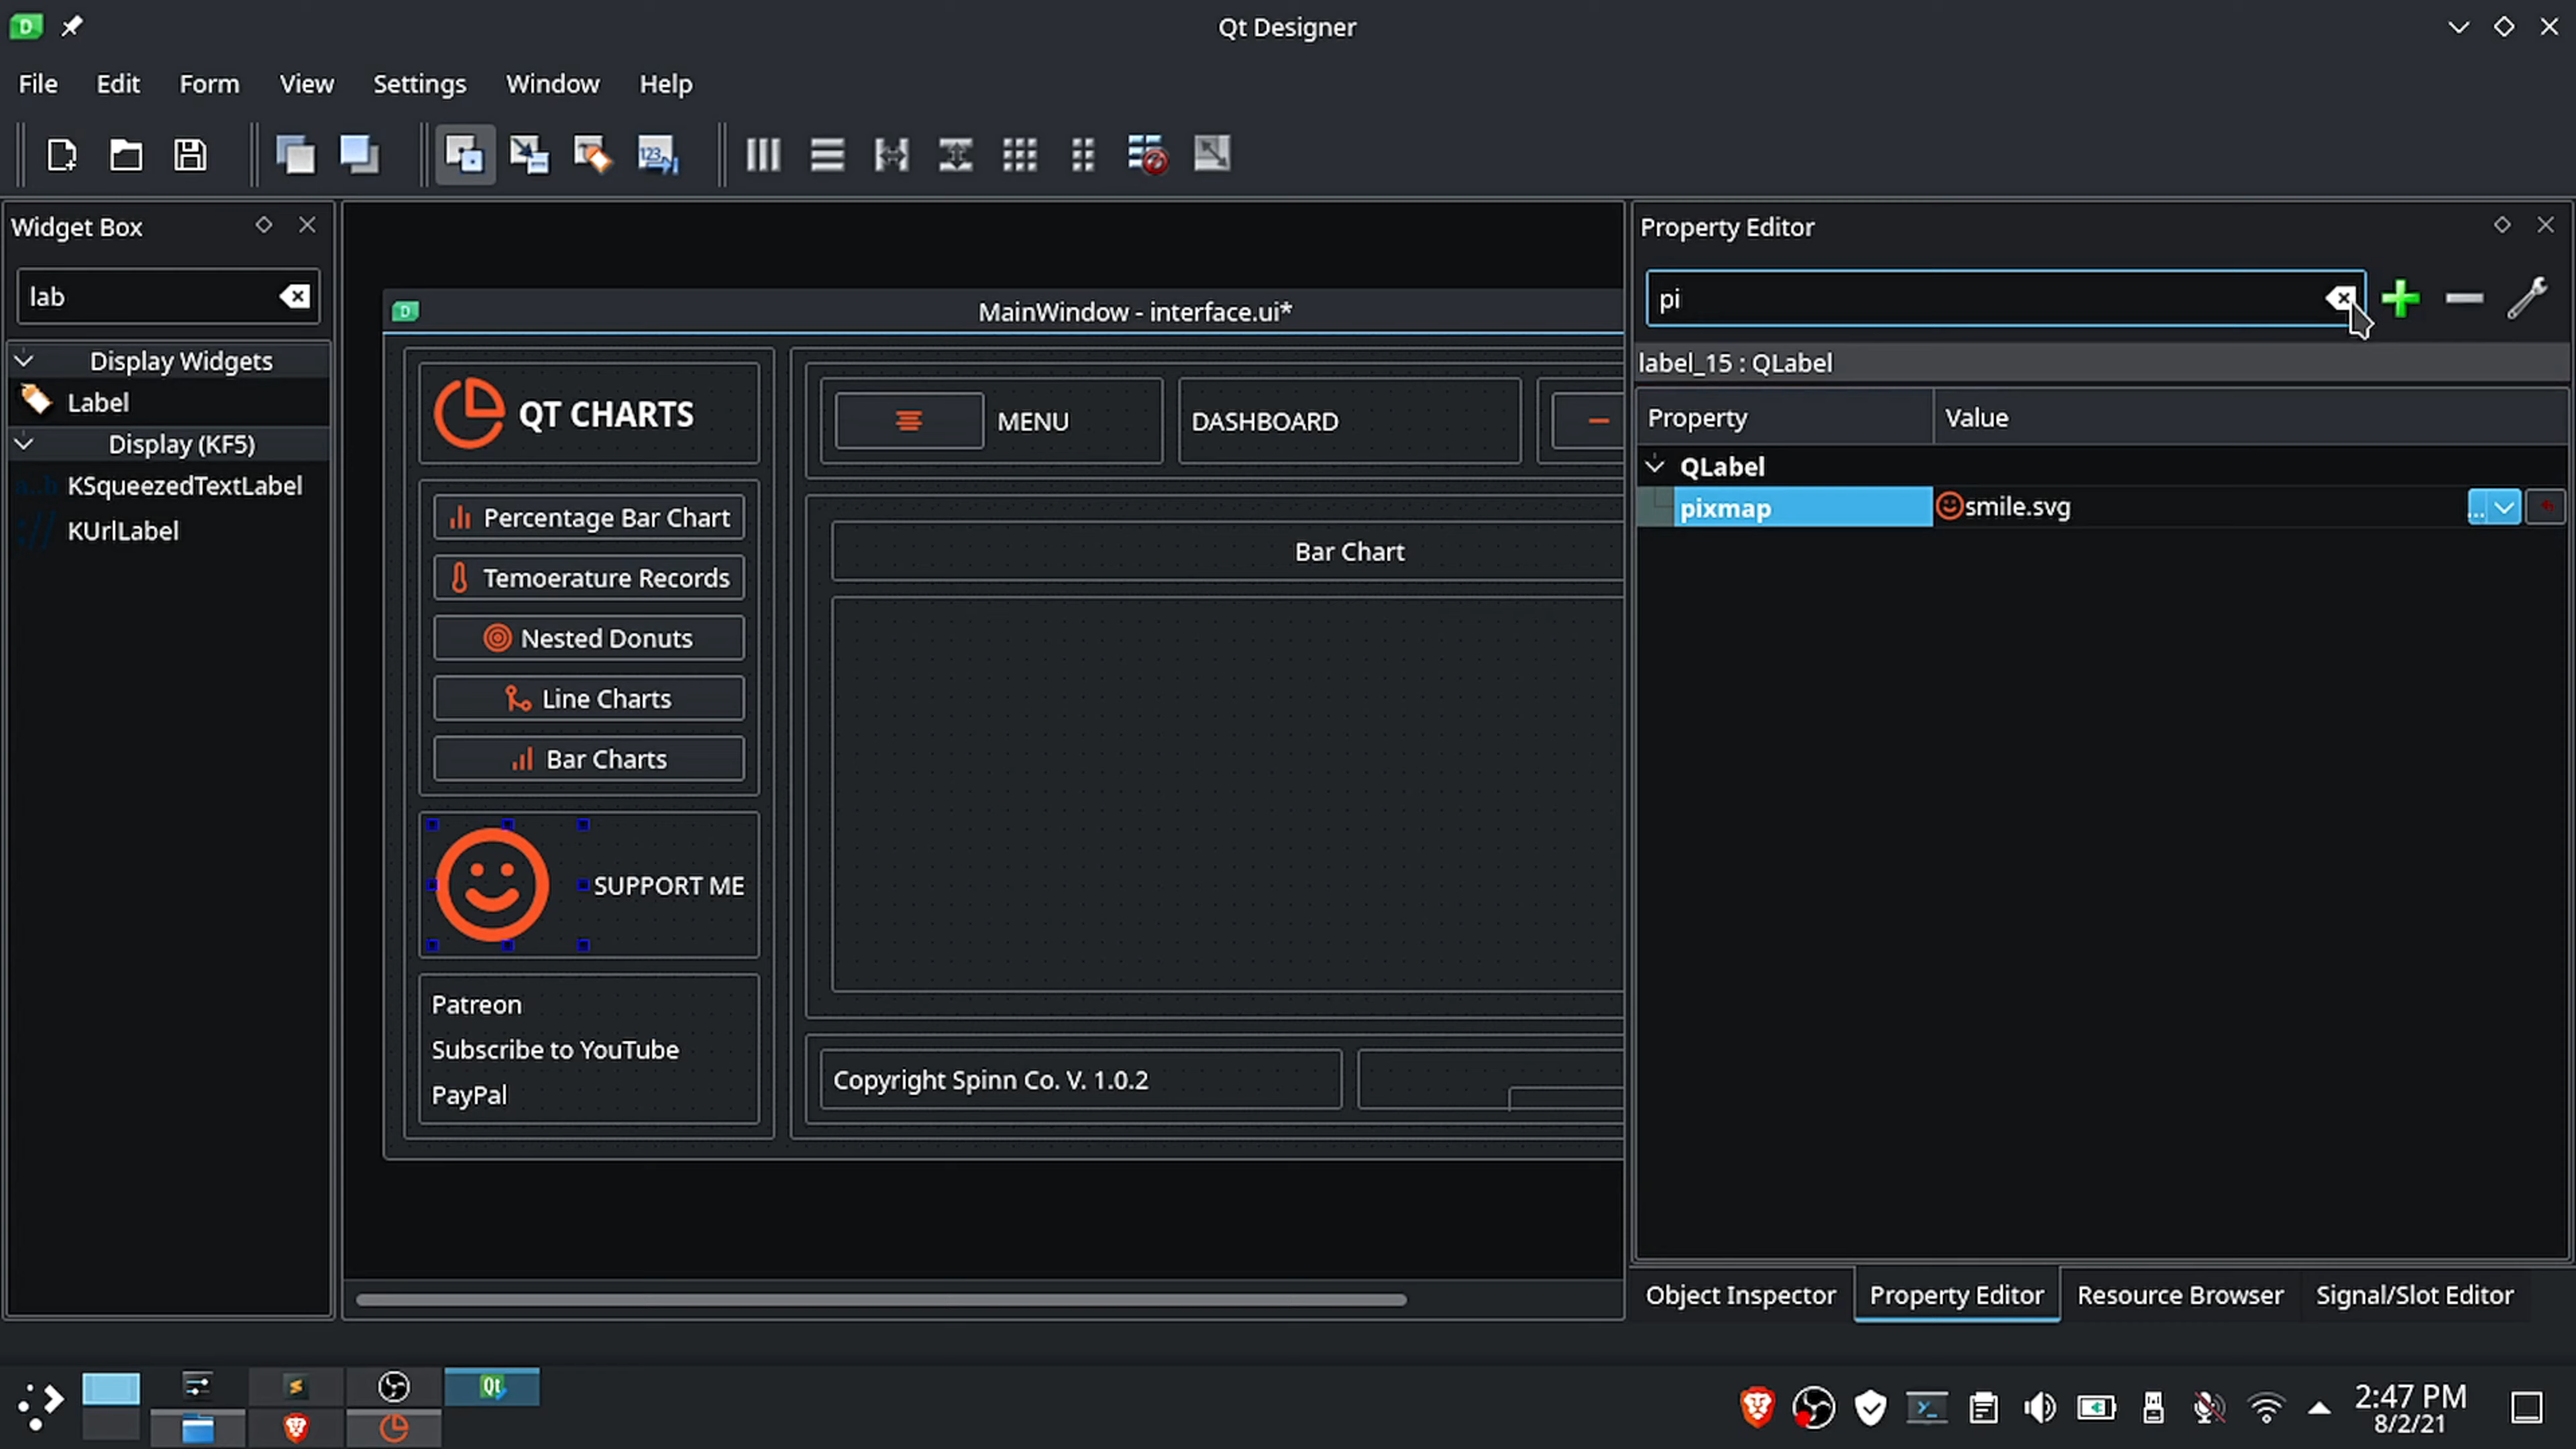 Qt Designer
File Edit Form View Settings Window Help
Widget Box
lab
Display Widgets
Label
Display (KF5)
KSqueezedTextLabel
KUrlLabel
MainWindow - interface.ui*
QT CHARTS
MENU
DASHBOARD
Percentage Bar Chart
Temoerature Records
Nested Donuts
Line Charts
Bar Charts
SUPPORT ME
Patreon
Subscribe to YouTube
PayPal
Bar Chart
Copyright Spinn Co. V. 1.0.2
Property Editor
pi
label_15 : QLabel
Property Value
QLabel
pixmap smile.svg
...
Object Inspector Property Editor Resource Browser Signal/Slot Editor
Qt
2:47 PM
8/2/21